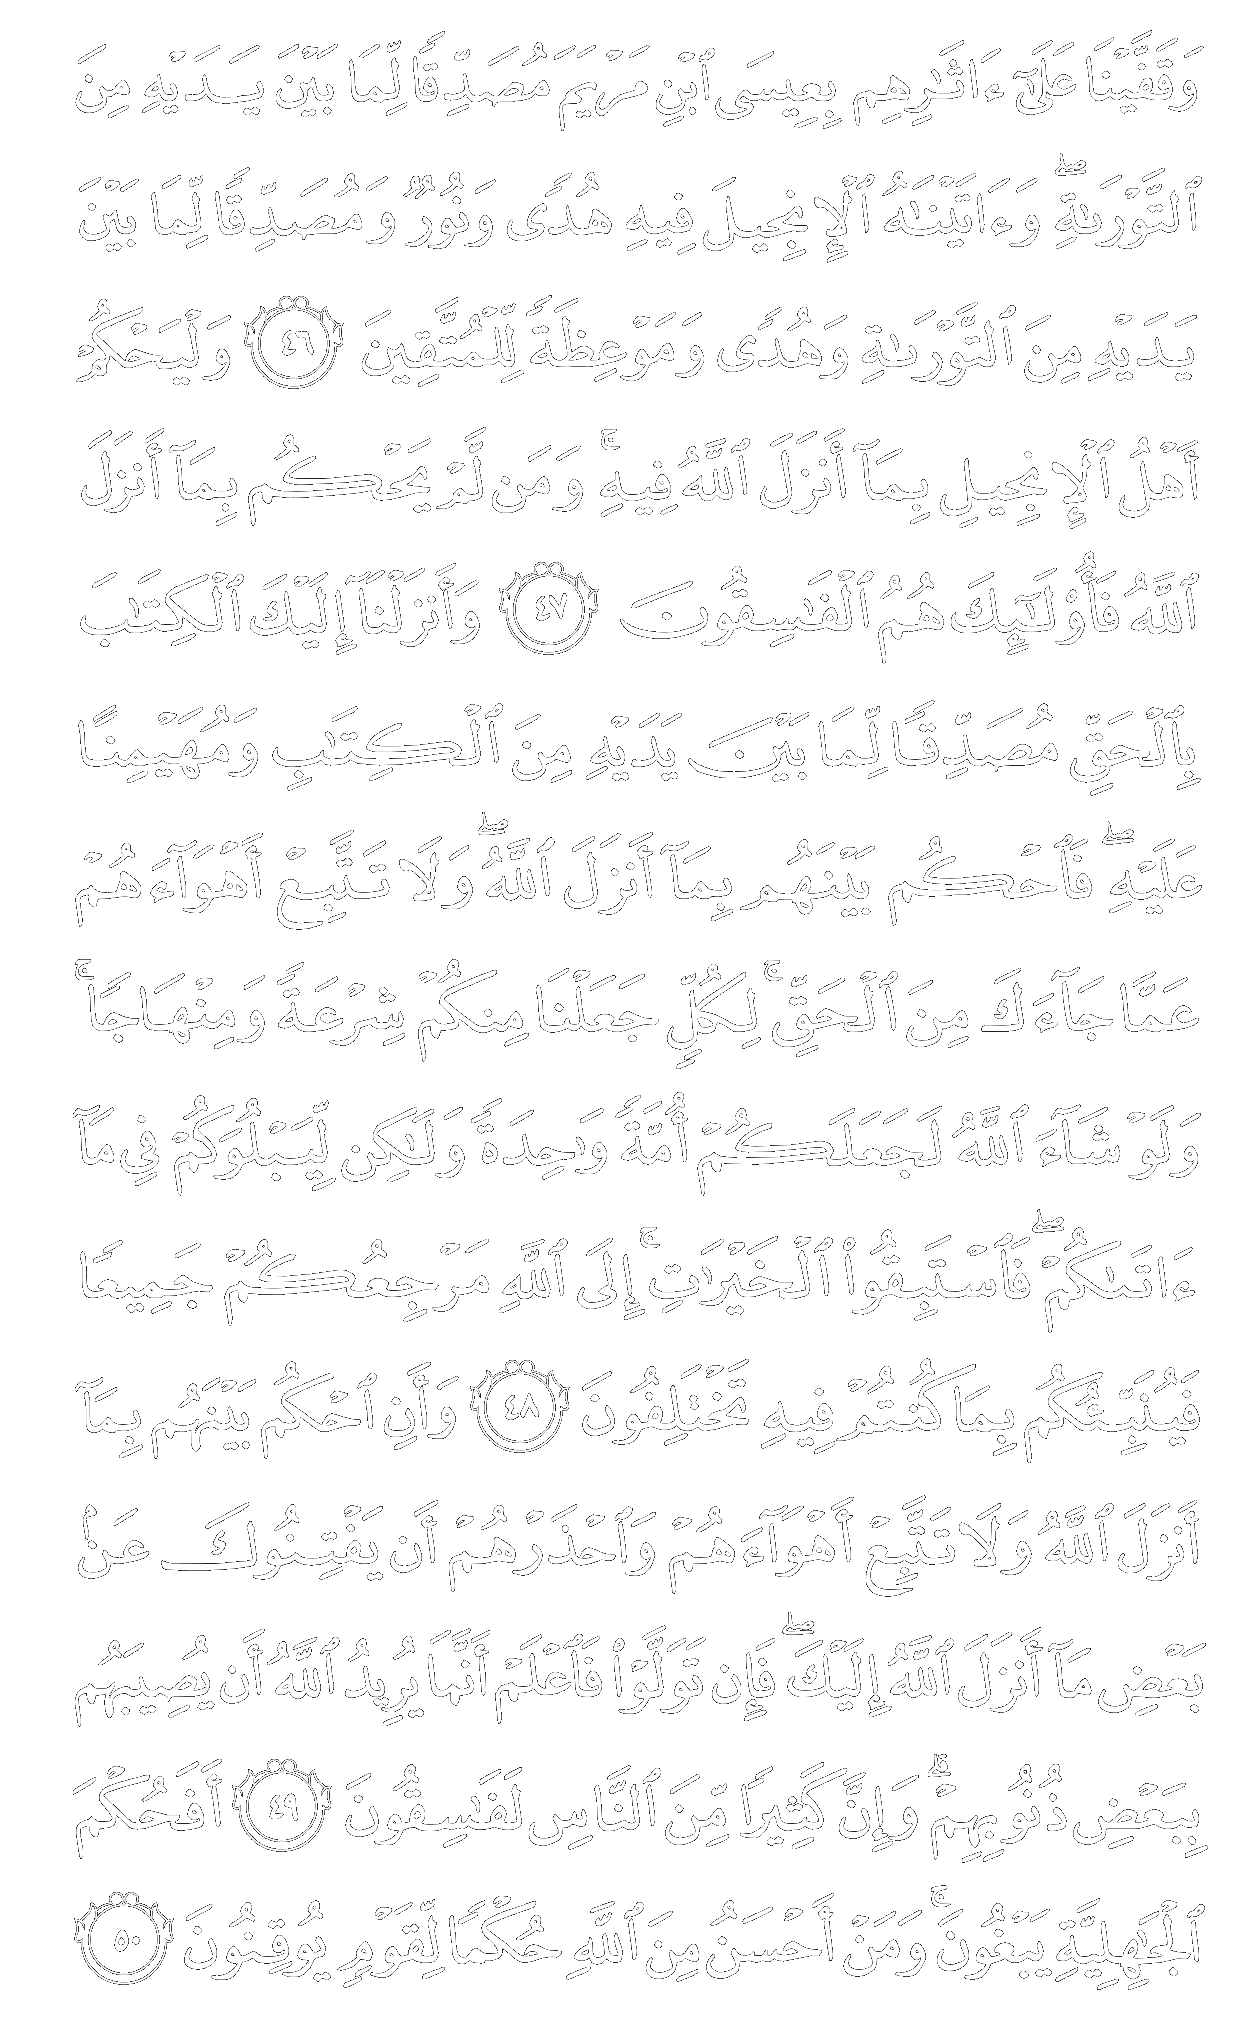 وَقَفَّيْنَا عَلَىٰٓ ءَاثَـٰرِهِم بِعِيسَى ٱبْنِ مَرْيَمَ مُصَدِّقًا لِّمَا بَيْنَ يَدَيْهِ مِنَ
ٱلتَّوْرَىٰةِ ۖ وَءَاتَيْنَـٰهُ ٱلْإِنجِيلَ فِيهِ هُدًى وَنُورٌ وَمُصَدِّقًا لِّمَا بَيْنَ
يَدَيْهِ مِنَ ٱلتَّوْرَىٰةِ وَهُدًى وَمَوْعِظَةً لِّلْمُتَّقِينَ ٤٦ وَلْيَحْكُمْ
أَهْلُ ٱلْإِنجِيلِ بِمَآ أَنزَلَ ٱللَّهُ فِيهِ ۚ وَمَن لَّمْ يَحْكُم بِمَآ أَنزَلَ
ٱللَّهُ فَأُو۟لَـٰٓئِكَ هُمُ ٱلْفَـٰسِقُونَ ٤٧ وَأَنزَلْنَآ إِلَيْكَ ٱلْكِتَـٰبَ
بِٱلْحَقِّ مُصَدِّقًا لِّمَا بَيْنَ يَدَيْهِ مِنَ ٱلْكِتَـٰبِ وَمُهَيْمِنًا
عَلَيْهِ ۖ فَٱحْكُم بَيْنَهُم بِمَآ أَنزَلَ ٱللَّهُ ۖ وَلَا تَتَّبِعْ أَهْوَآءَهُمْ
عَمَّا جَآءَكَ مِنَ ٱلْحَقِّ ۚ لِكُلٍّ جَعَلْنَا مِنكُمْ شِرْعَةً وَمِنْهَاجًا ۚ
وَلَوْ شَآءَ ٱللَّهُ لَجَعَلَكُمْ أُمَّةً وَٰحِدَةً وَلَـٰكِن لِّيَبْلُوَكُمْ فِى مَآ
ءَاتَىٰكُمْ ۖ فَٱسْتَبِقُوا۟ ٱلْخَيْرَٰتِ ۚ إِلَى ٱللَّهِ مَرْجِعُكُمْ جَمِيعًا
فَيُنَبِّئُكُم بِمَا كُنتُمْ فِيهِ تَخْتَلِفُونَ ٤٨ وَأَنِ ٱحْكُم بَيْنَهُم بِمَآ
أَنزَلَ ٱللَّهُ وَلَا تَتَّبِعْ أَهْوَآءَهُمْ وَٱحْذَرْهُمْ أَن يَفْتِنُوكَ عَنۢ
بَعْضِ مَآ أَنزَلَ ٱللَّهُ إِلَيْكَ ۖ فَإِن تَوَلَّوْا۟ فَٱعْلَمْ أَنَّمَا يُرِيدُ ٱللَّهُ أَن يُصِيبَهُم
بِبَعْضِ ذُنُوبِهِمْ ۗ وَإِنَّ كَثِيرًا مِّنَ ٱلنَّاسِ لَفَـٰسِقُونَ ٤٩ أَفَحُكْمَ
ٱلْجَـٰهِلِيَّةِ يَبْغُونَ ۚ وَمَنْ أَحْسَنُ مِنَ ٱللَّهِ حُكْمًا لِّقَوْمٍ يُوقِنُونَ ٥٠